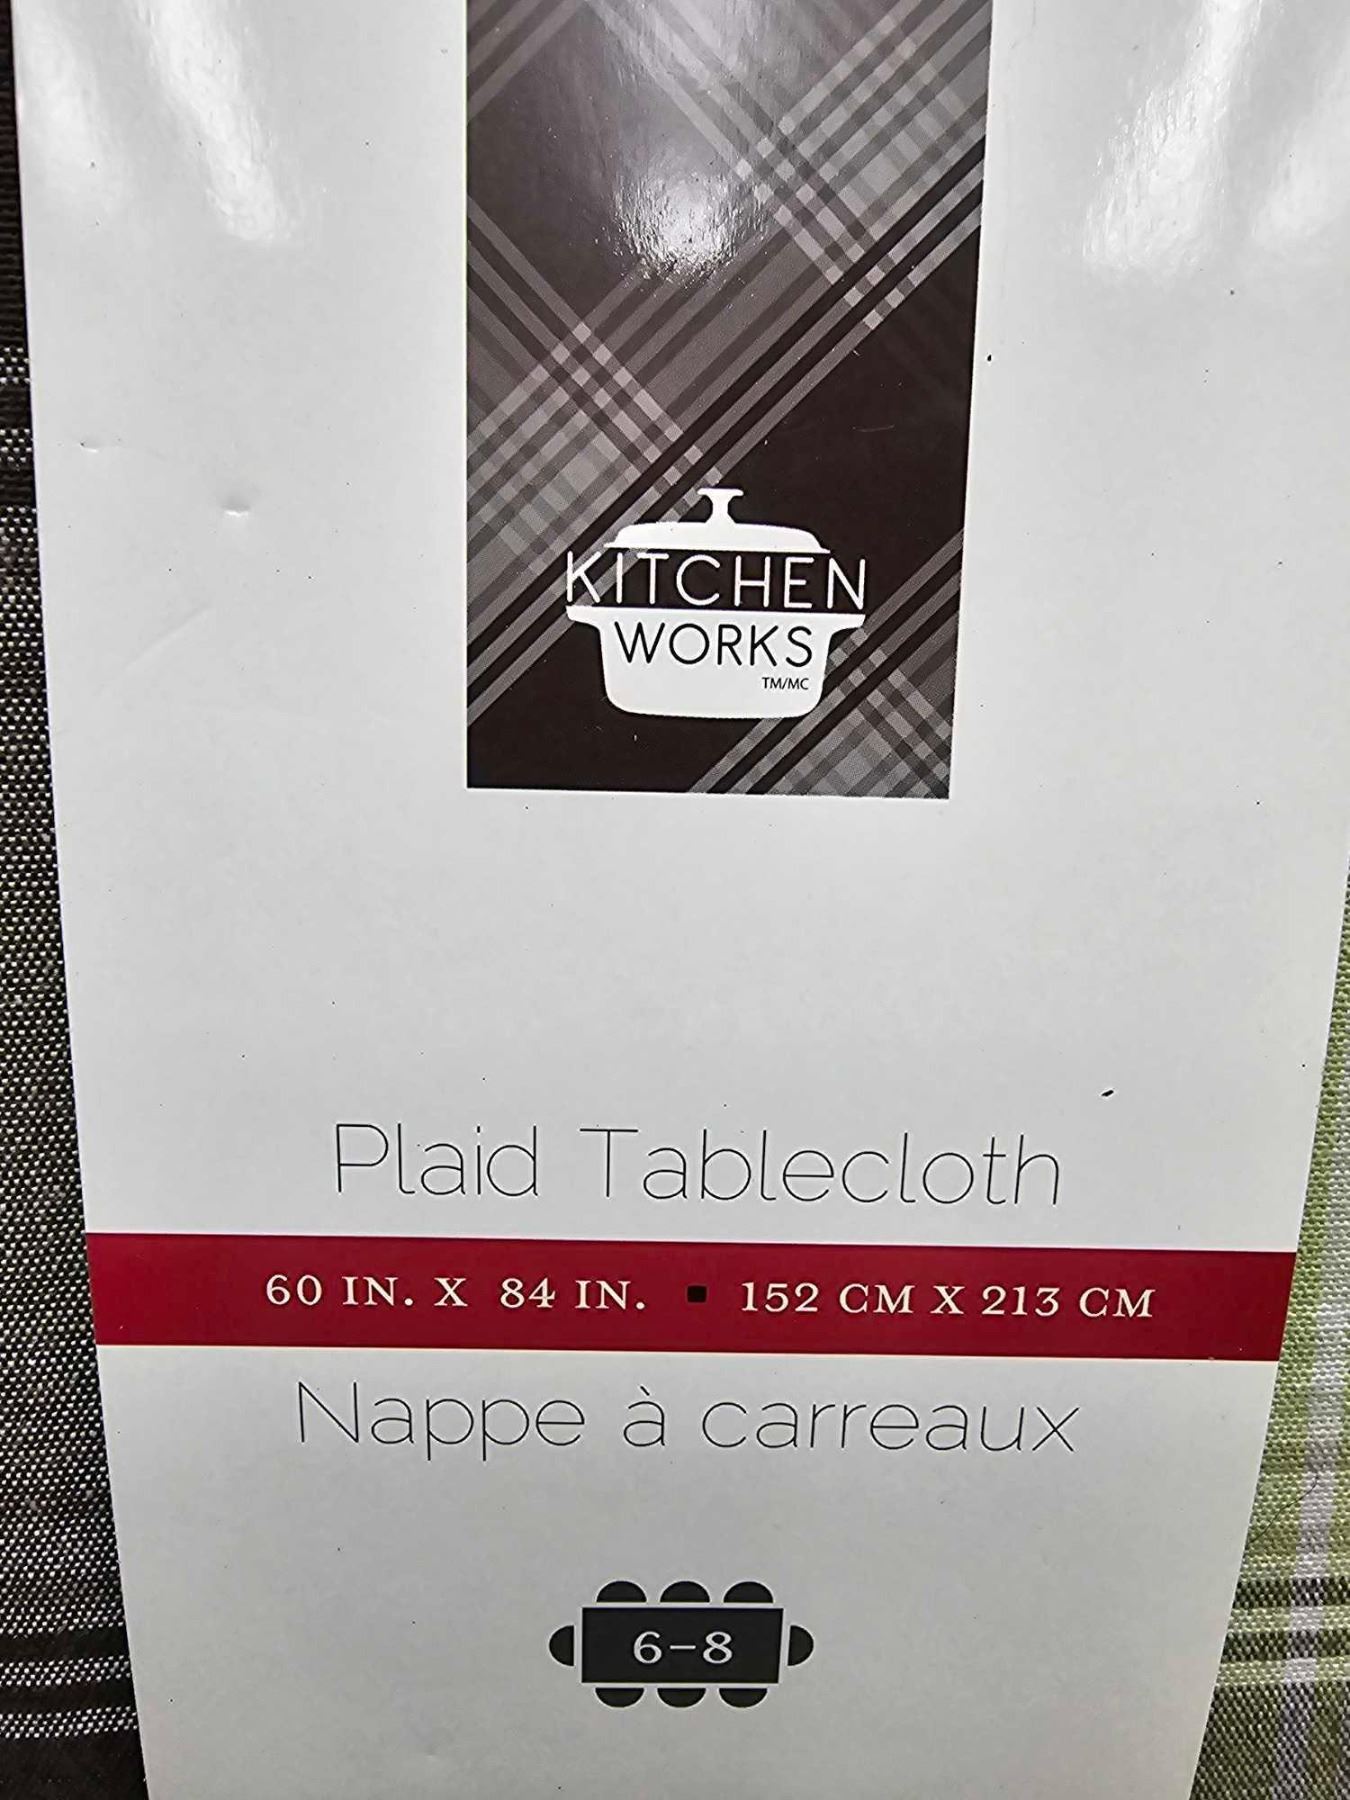 KITCHEN
WORKS
TM/MC
Plaid Tablecloth
60 IN. X 84 IN. ▪ 152 CM X 213 CM
Nappe à carreaux
6–8